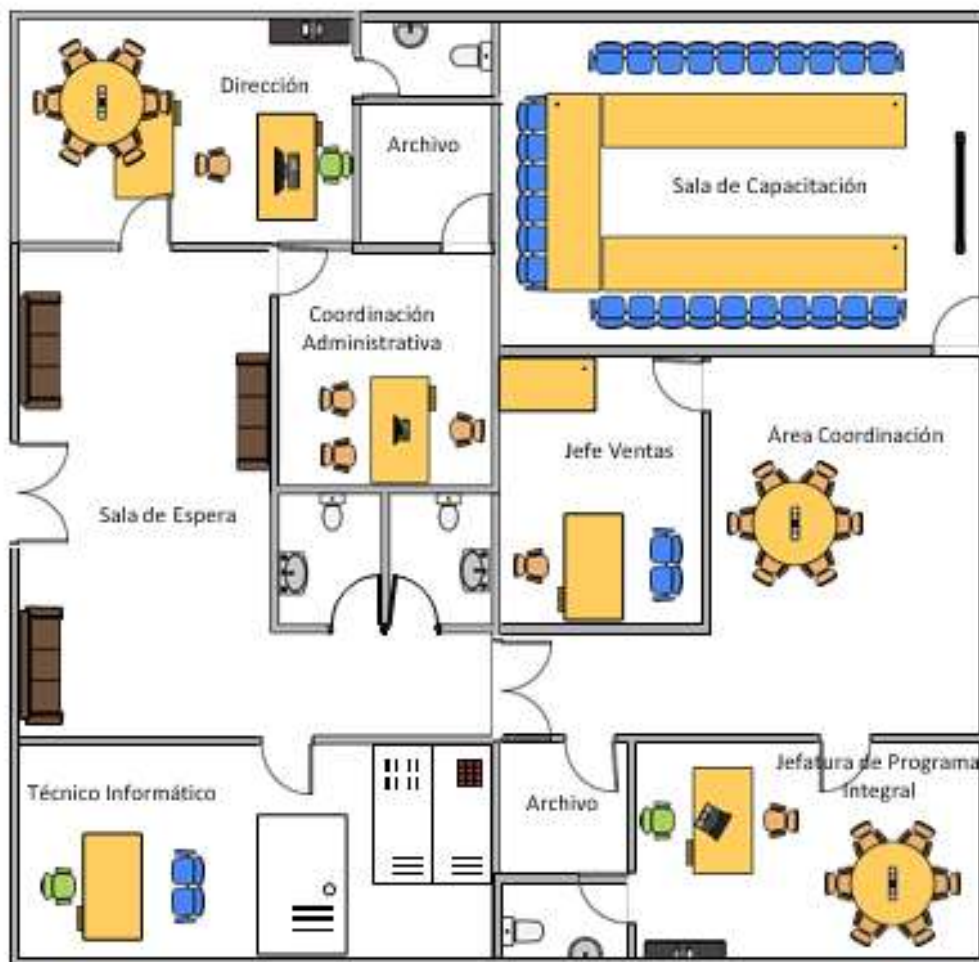 Dirección
Archivo
Sala de Capacitación
Coordinación
Administrativa
Jefe Ventas
Área Coordinación
Sala de Espera
Técnico Informático
Archivo
Jefatura de Programa
Integral